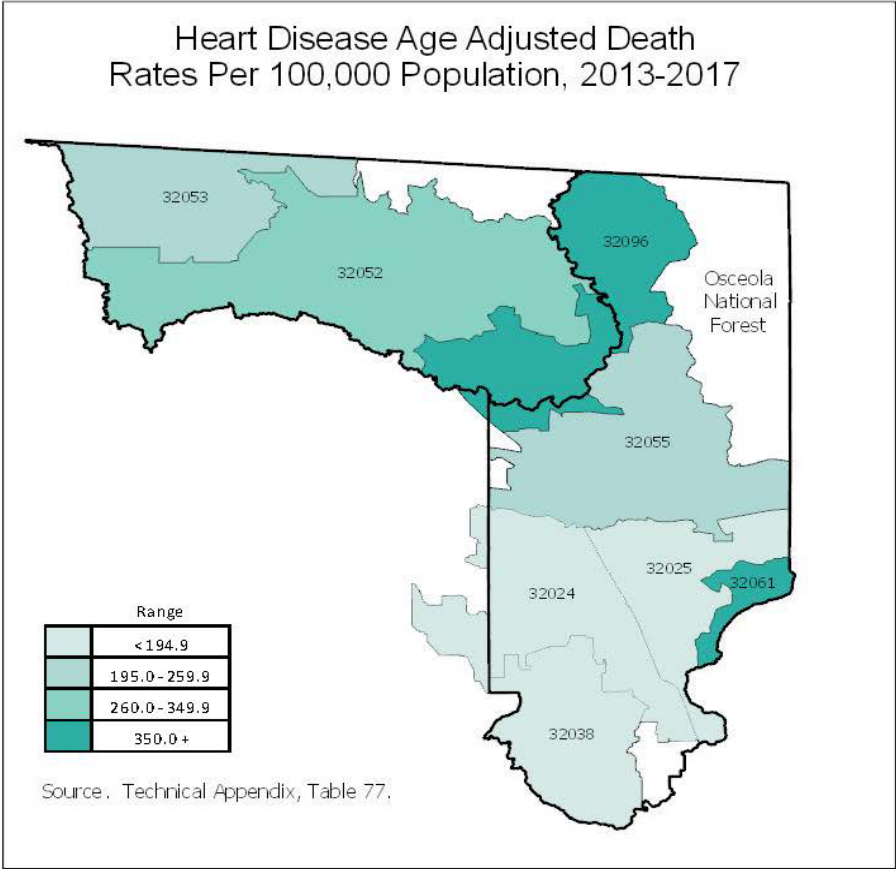 Heart Disease Age Adjusted Death
Rates Per 100,000 Population, 2013-2017
32053
32096
32052
Osceola
National
Forest
32055
32025
32061
32024
32038
Range
<194.9
195.0-259.9
260.0-349.9
350.0+
Source. Technical Appendix, Table 77.